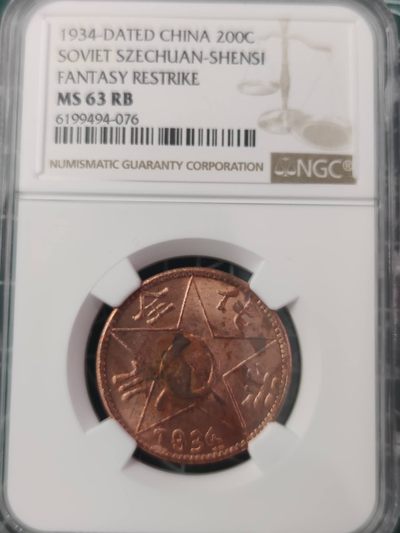 1934-DATED CHINA 200C
SOVIET SZECHUAN-SHENSI
FANTASY RESTRIKE
MS 63 RB
6199494-076
NUMISMATIC GUARANTY CORPORATION
NGC®
1934